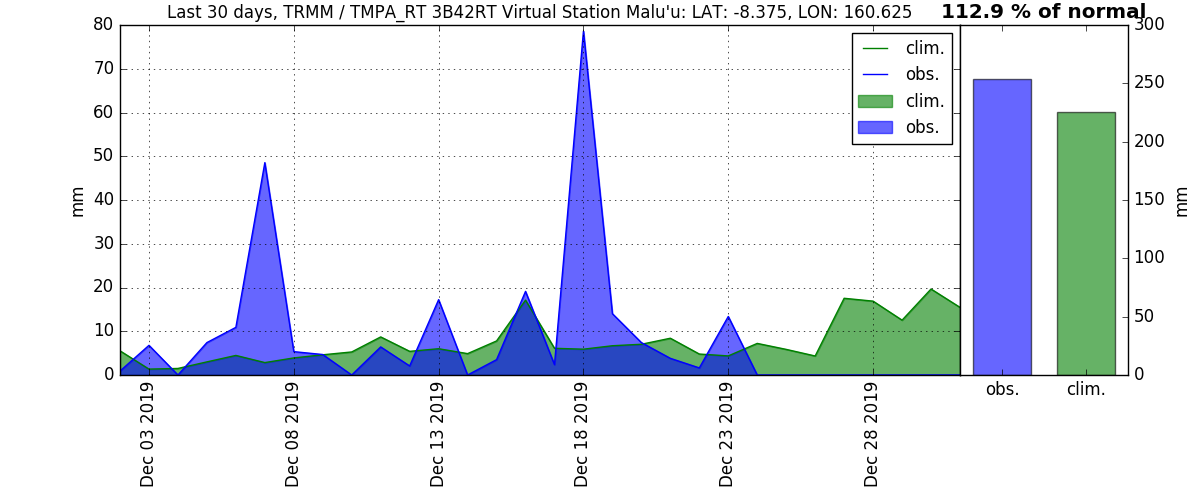 Last 30 days, TRMM / TMPA_RT 3B42RT Virtual Station Malu'u: LAT: -8.375, LON: 160.625
112.9 % of normal
80
70
60
50
40
30
20
10
0
mm
clim.
obs.
clim.
obs.
Dec 03 2019
Dec 08 2019
Dec 13 2019
Dec 18 2019
Dec 23 2019
Dec 28 2019
300
250
200
150
100
50
0
mm
obs.
clim.